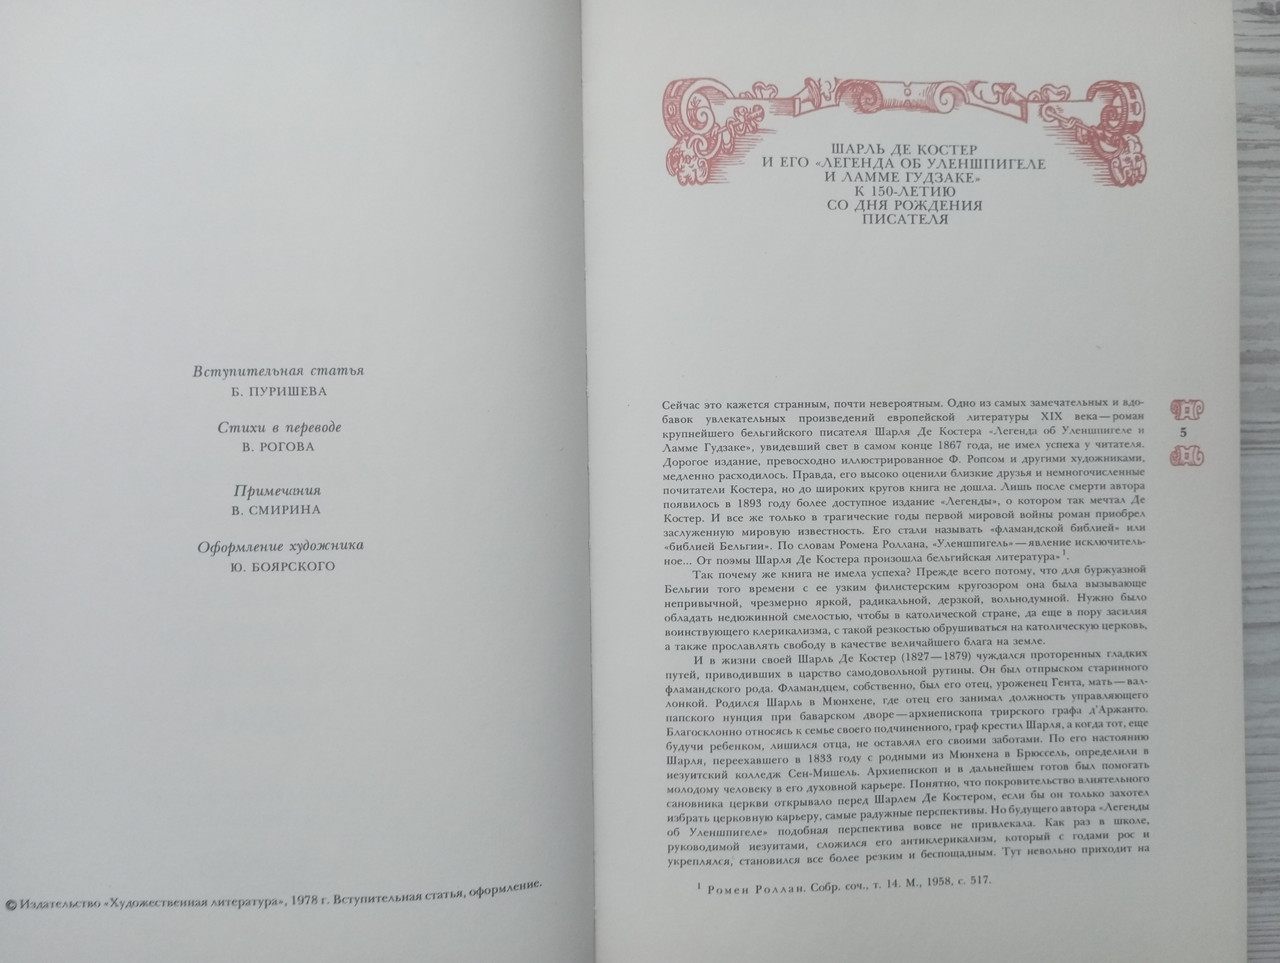 Вступительная статья
Б. ПУРИШЕВА
Стихи в переводе
В. РОГОВА
Примечания
В. СМИРИНА
Оформление художника
Ю. БОЯРСКОГО
© Издательство «Художественная литература», 1978 г. Вступительная статья, оформление.
ШАРЛЬ ДЕ КОСТЕР
И ЕГО «ЛЕГЕНДА ОБ УЛЕНШПИГЕЛЕ
И ЛАММЕ ГУДЗАКЕ»
К 150-ЛЕТИЮ
СО ДНЯ РОЖДЕНИЯ
ПИСАТЕЛЯ
Сейчас это кажется странным, почти невероятным. Одно из самых замечательных и вдо-
бавок увлекательных произведений европейской литературы XIX века—роман
крупнейшего бельгийского писателя Шарля Де Костера «Легенда об Уленшпигеле и
Ламме Гудзаке», увидевший свет в самом конце 1867 года, не имел успеха у читателя.
Дорогое издание, превосходно иллюстрированное Ф. Ропсом и другими художниками,
медленно расходилось. Правда, его высоко оценили близкие друзья и немногочисленные
почитатели Костера, но до широких кругов книга не дошла. Лишь после смерти автора
появилось в 1893 году более доступное издание «Легенды», о котором так мечтал Де
Костер. И все же только в трагические годы первой мировой войны роман приобрел
заслуженную мировую известность. Его стали называть «фламандской библией» или
«библией Бельгии». По словам Ромена Роллана, «Уленшпигель»—явление исключитель-
ное... От поэмы Шарля Де Костера произошла бельгийская литература»¹.
Так почему же книга не имела успеха? Прежде всего потому, что для буржуазной
Бельгии того времени с ее узким филистерским кругозором она была вызывающе
непривычной, чрезмерно яркой, радикальной, дерзкой, вольнодумной. Нужно было
обладать недюжинной смелостью, чтобы в католической стране, да еще в пору засилия
воинствующего клерикализма, с такой резкостью обрушиваться на католическую церковь,
а также прославлять свободу в качестве величайшего блага на земле.
И в жизни своей Шарль Де Костер (1827—1879) чуждался проторенных гладких
путей, приводивших в царство самодовольной рутины. Он был отпрыском старинного
фламандского рода. Фламандцем, собственно, был его отец, уроженец Гента, мать—вал-
лонкой. Родился Шарль в Мюнхене, где отец его занимал должность управляющего
папского нунция при баварском дворе—архиепископа трирского графа д'Аржанто.
Благосклонно относясь к семье своего подчиненного, граф крестил Шарля, а когда тот, еще
будучи ребенком, лишился отца, не оставлял его своими заботами. По его настоянию
Шарля, переехавшего в 1833 году с родными из Мюнхена в Брюссель, определили в
иезуитский колледж Сен-Мишель. Архиепископ и в дальнейшем готов был помогать
молодому человеку в его духовной карьере. Понятно, что покровительство влиятельного
сановника церкви открывало перед Шарлем Де Костером, если бы он только захотел
избрать церковную карьеру, самые радужные перспективы. Но будущего автора «Легенды
об Уленшпигеле» подобная перспектива вовсе не привлекала. Как раз в школе,
руководимой иезуитами, сложился его антиклерикализм, который с годами рос и
укреплялся, становился все более резким и беспощадным. Тут невольно приходит на
¹ Ромен Роллан. Собр. соч., т. 14. М., 1958, с. 517.
5